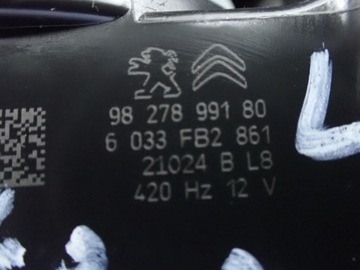 98 278 991 80
6 033 FB2 861
21024 B L8
420 Hz 12 V
L